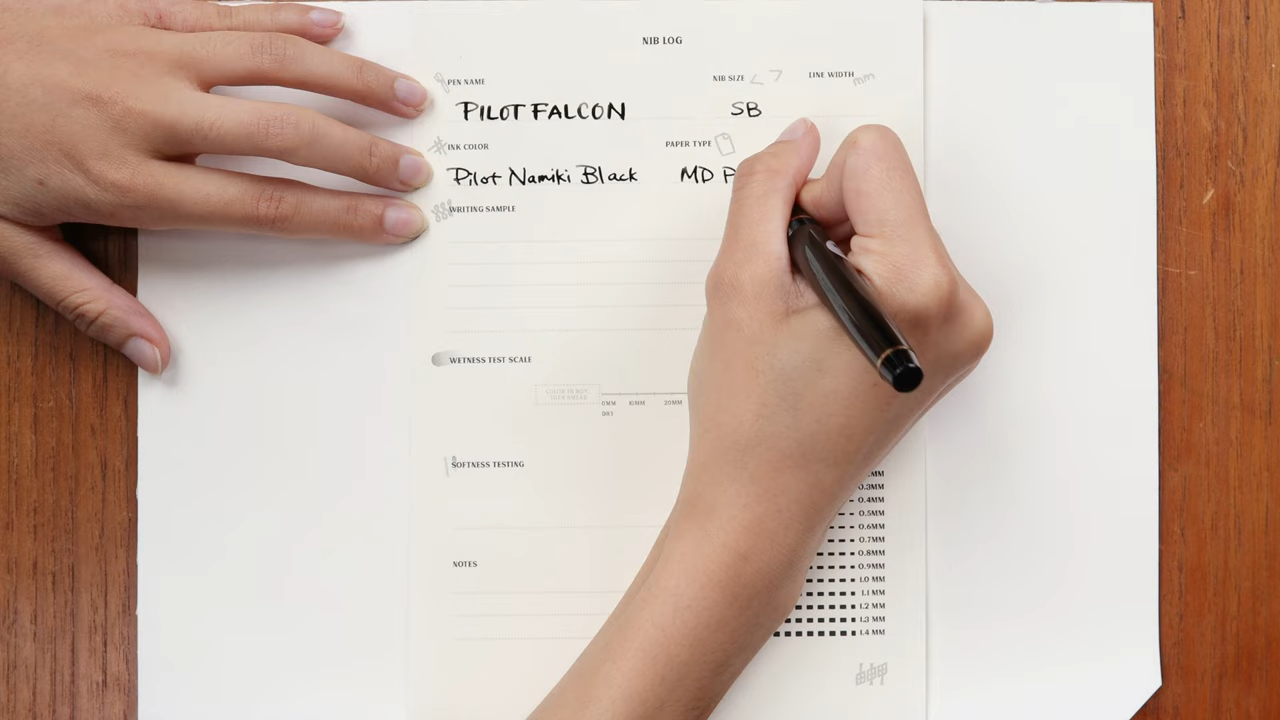 NIB LOG
PEN NAME NIB SIZE LINE WIDTH mm
PILOT FALCON SB
INK COLOR PAPER TYPE
Pilot Namiki Black MD P
WRITING SAMPLE
WETNESS TEST SCALE
0MM 10MM 20MM
DRY
SOFTNESS TESTING
0.3MM
0.4MM
0.5MM
0.6MM
0.7MM
0.8MM
0.9MM
1.0 MM
1.1 MM
1.2 MM
1.3 MM
1.4 MM
NOTES